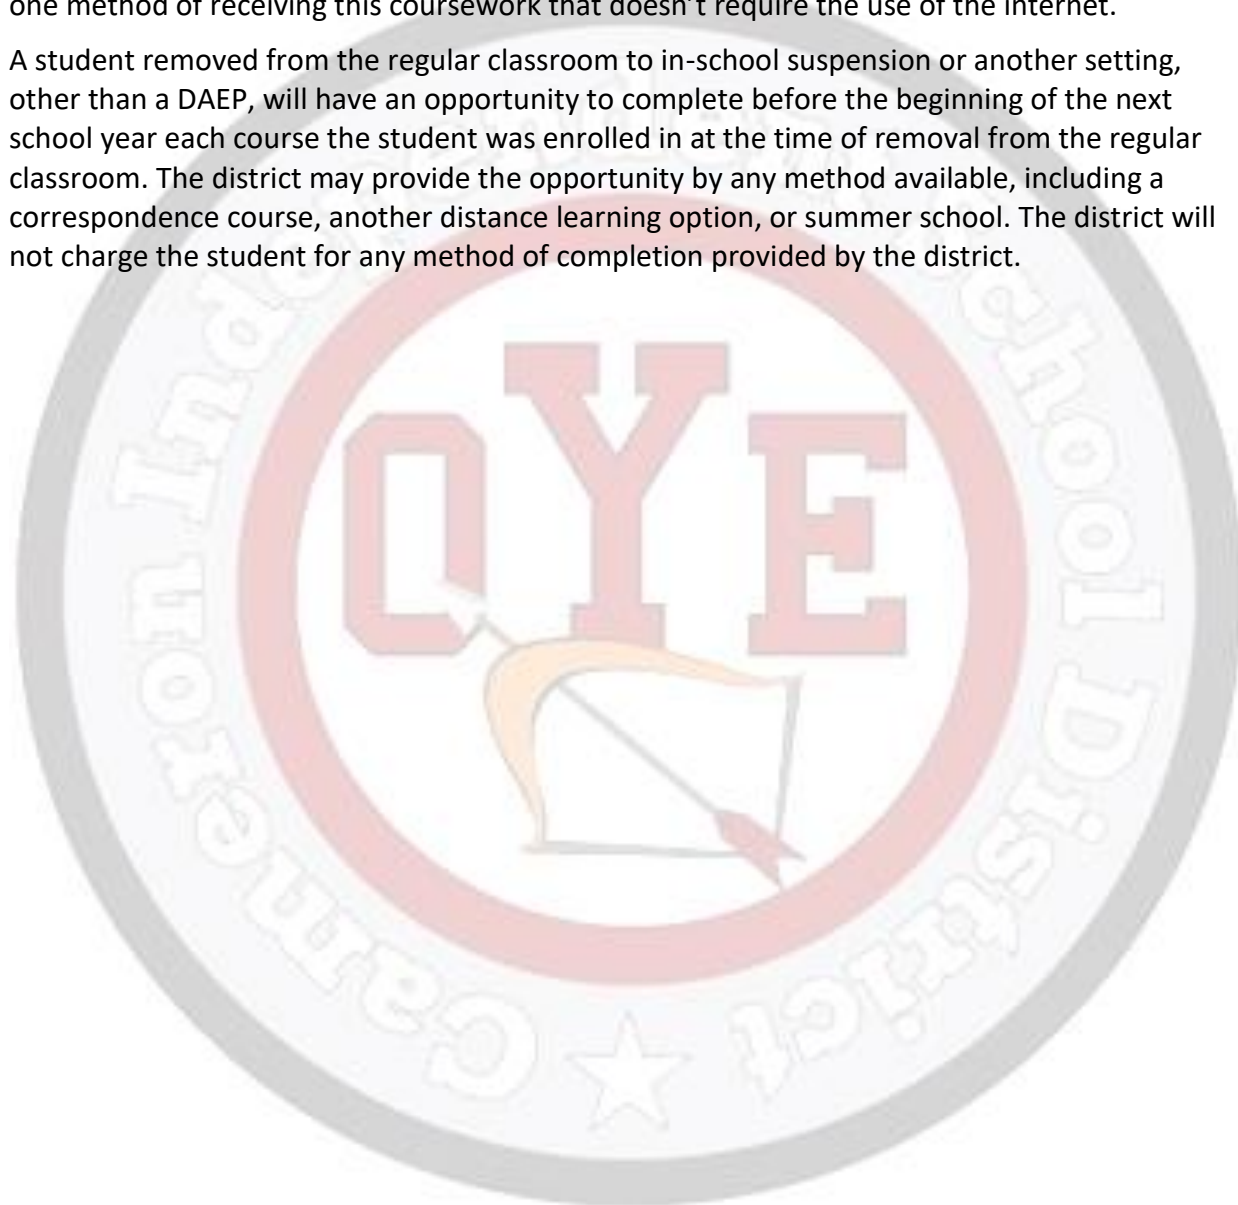 one method of receiving this coursework that doesn't require the use of the internet.
A student removed from the regular classroom to in-school suspension or another setting,
other than a DAEP, will have an opportunity to complete before the beginning of the next
school year each course the student was enrolled in at the time of removal from the regular
classroom. The district may provide the opportunity by any method available, including a
correspondence course, another distance learning option, or summer school. The district will
not charge the student for any method of completion provided by the district.
Cameron Independent School District
QYE